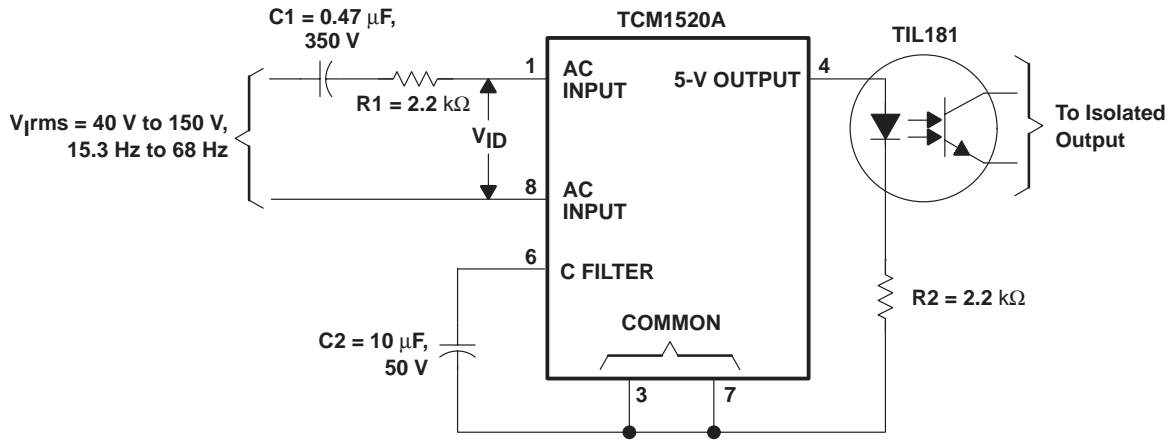 C1 = 0.47 μF,
350 V
TCM1520A
TIL181
1
AC
INPUT
5-V OUTPUT
4
R1 = 2.2 kΩ
VIrms = 40 V to 150 V,
15.3 Hz to 68 Hz
VID
To Isolated
Output
8
AC
INPUT
6
C FILTER
R2 = 2.2 kΩ
C2 = 10 μF,
50 V
COMMON
3
7